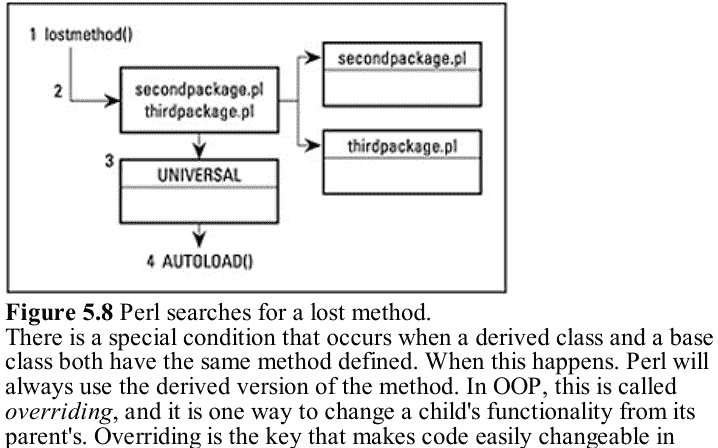 1 lostmethod()
2
secondpackage.pl
thirdpackage.pl
secondpackage.pl
thirdpackage.pl
3
UNIVERSAL
4 AUTOLOAD()
Figure 5.8 Perl searches for a lost method.
There is a special condition that occurs when a derived class and a base
class both have the same method defined. When this happens. Perl will
always use the derived version of the method. In OOP, this is called
overriding, and it is one way to change a child's functionality from its
parent's. Overriding is the key that makes code easily changeable in